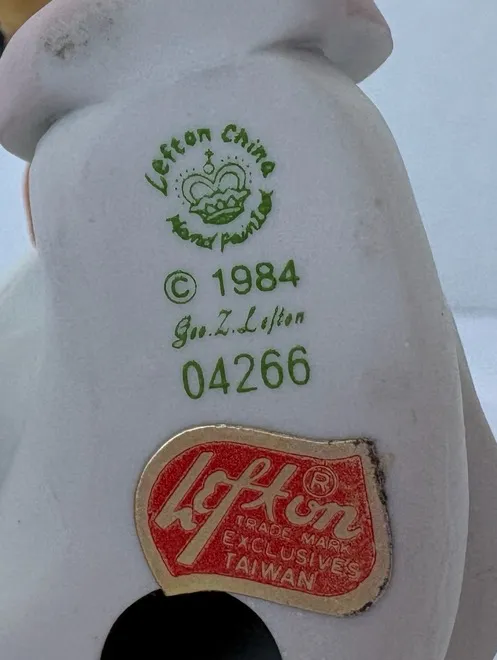 Lefton China
Hand Painted
© 1984
Geo. Z. Lefton
04266
Lefton ®
TRADE MARK
EXCLUSIVES
TAIWAN